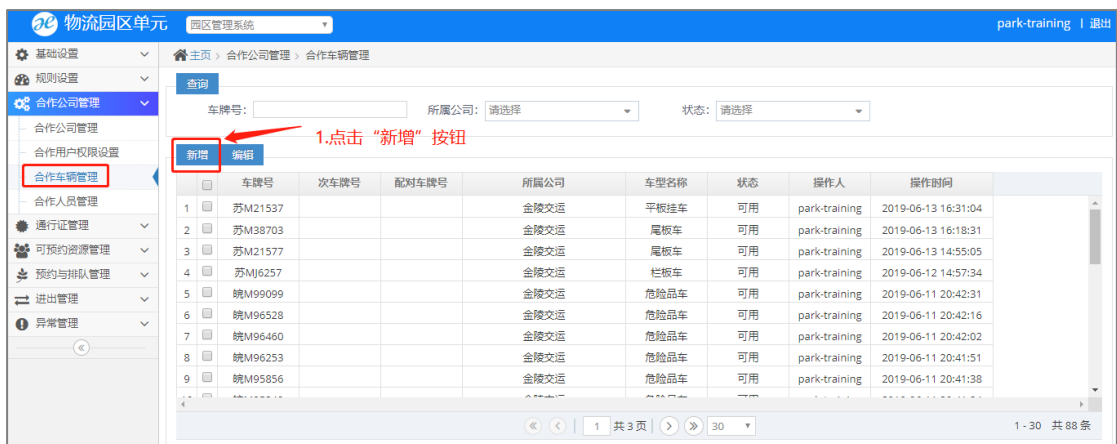 物流园区单元 园区管理系统 park-training | 退出
基础设置
规则设置
合作公司管理
合作公司管理
合作用户权限设置
合作车辆管理
合作人员管理
通行证管理
可预约资源管理
预约与排队管理
进出管理
异常管理
主页 > 合作公司管理 > 合作车辆管理
查询
车牌号: 所属公司: 请选择 状态: 请选择
1.点击“新增”按钮
新增 编辑
车牌号 次车牌号 配对车牌号 所属公司 车型名称 状态 操作人 操作时间
1 苏M21537 金陵交运 平板挂车 可用 park-training 2019-06-13 16:31:04
2 苏M38703 金陵交运 尾板车 可用 park-training 2019-06-13 16:18:31
3 苏M21577 金陵交运 尾板车 可用 park-training 2019-06-13 14:55:05
4 苏MJ6257 金陵交运 栏板车 可用 park-training 2019-06-12 14:57:34
5 皖M99099 金陵交运 危险品车 可用 park-training 2019-06-11 20:42:31
6 皖M96528 金陵交运 危险品车 可用 park-training 2019-06-11 20:42:16
7 皖M96460 金陵交运 危险品车 可用 park-training 2019-06-11 20:42:02
8 皖M96253 金陵交运 危险品车 可用 park-training 2019-06-11 20:41:51
9 皖M95856 金陵交运 危险品车 可用 park-training 2019-06-11 20:41:38
1 共3页 30 1 - 30 共 88 条